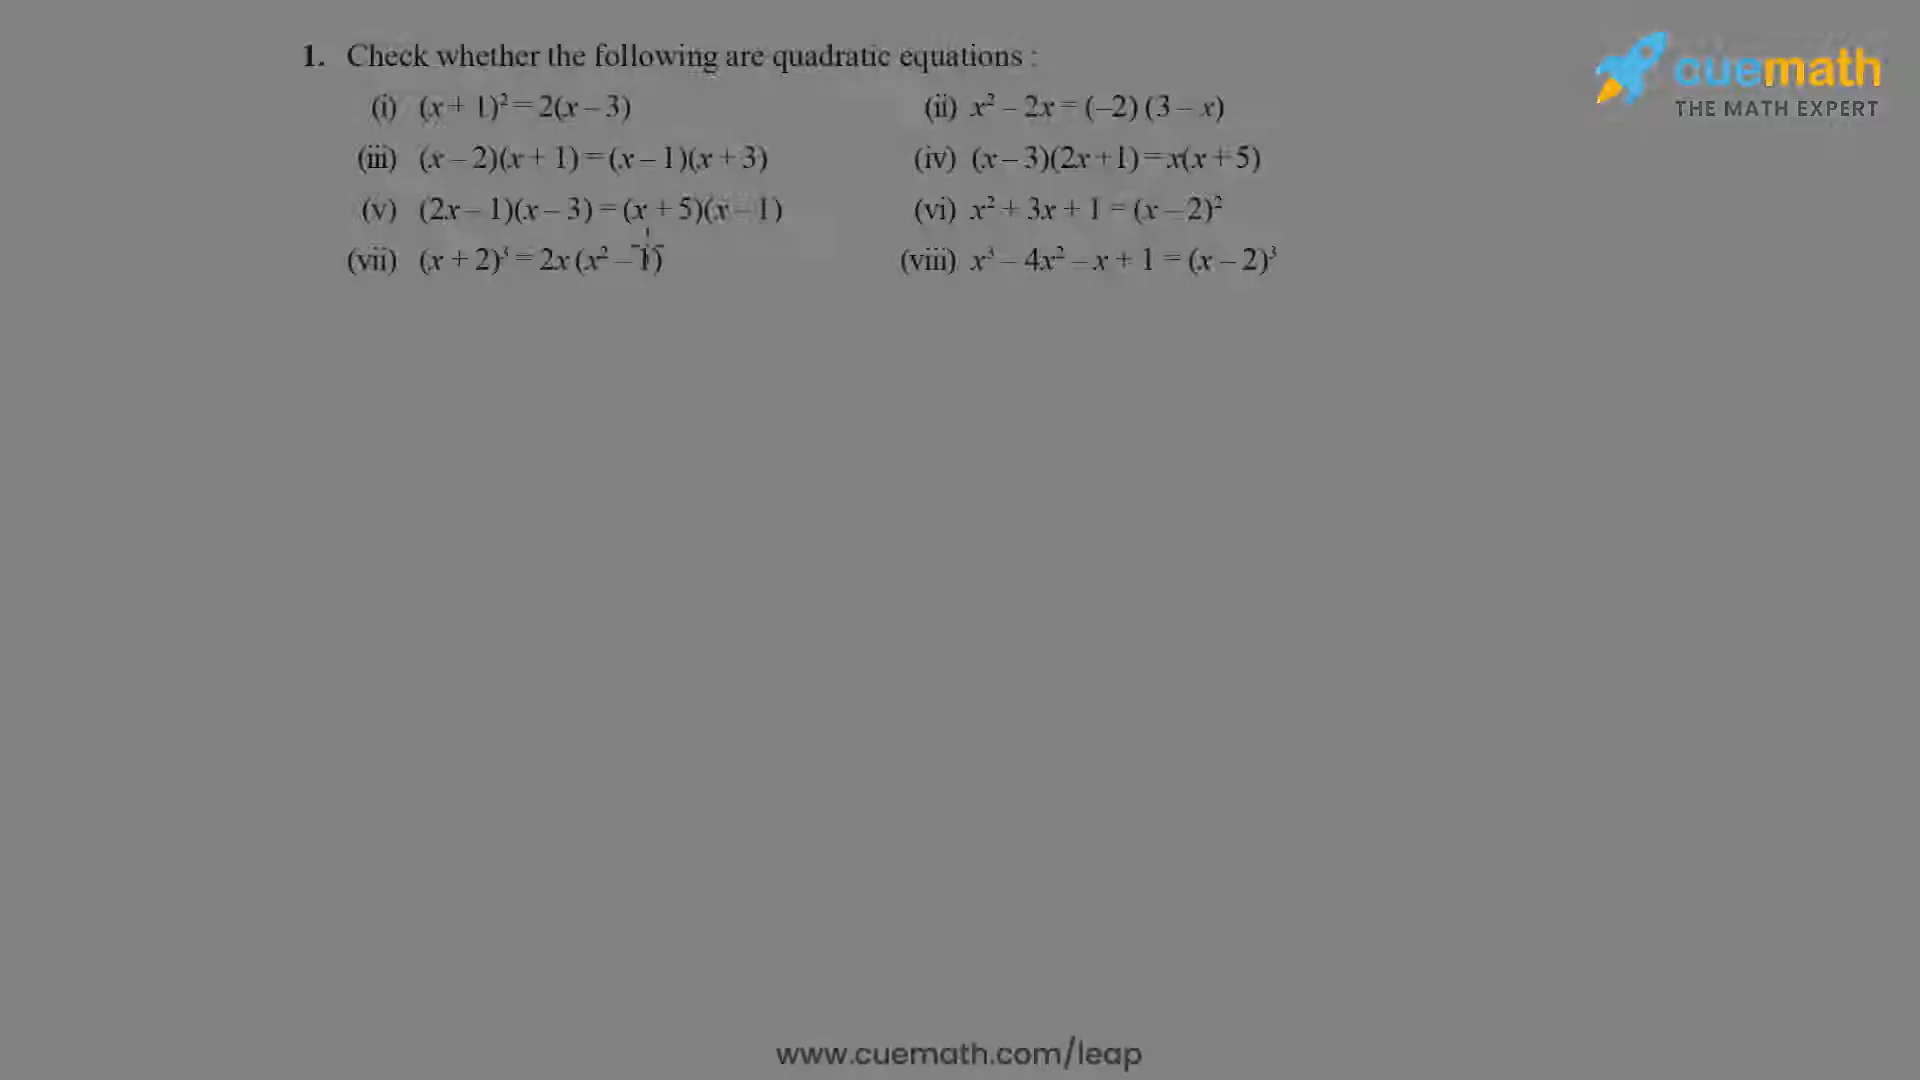 1. Check whether the following are quadratic equations :
(i) (x + 1)² = 2(x – 3) (ii) x² – 2x = (–2) (3 – x)
(iii) (x – 2)(x + 1) = (x – 1)(x + 3) (iv) (x – 3)(2x +1) = x(x + 5)
(v) (2x – 1)(x – 3) = (x + 5)(x – 1) (vi) x² + 3x + 1 = (x – 2)²
(vii) (x + 2)³ = 2x (x² – 1) (viii) x³ – 4x² – x + 1 = (x – 2)³
cuemath
THE MATH EXPERT
www.cuemath.com/leap